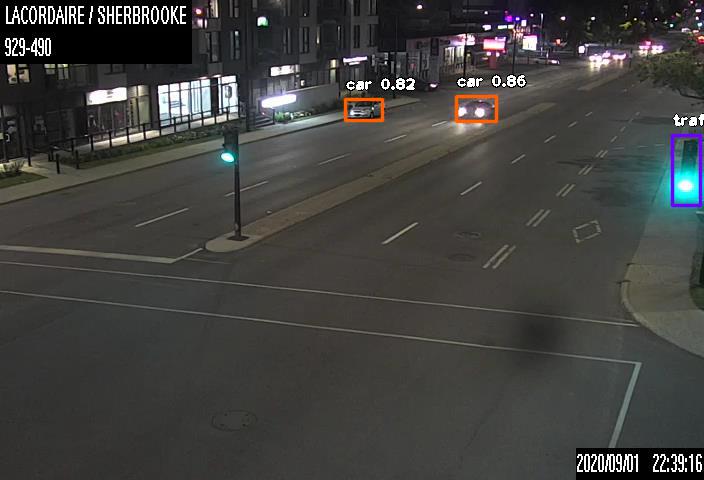 LACORDAIRE / SHERBROOKE
929-490
car 0.82
car 0.86
traf
2020/09/01 22:39:16